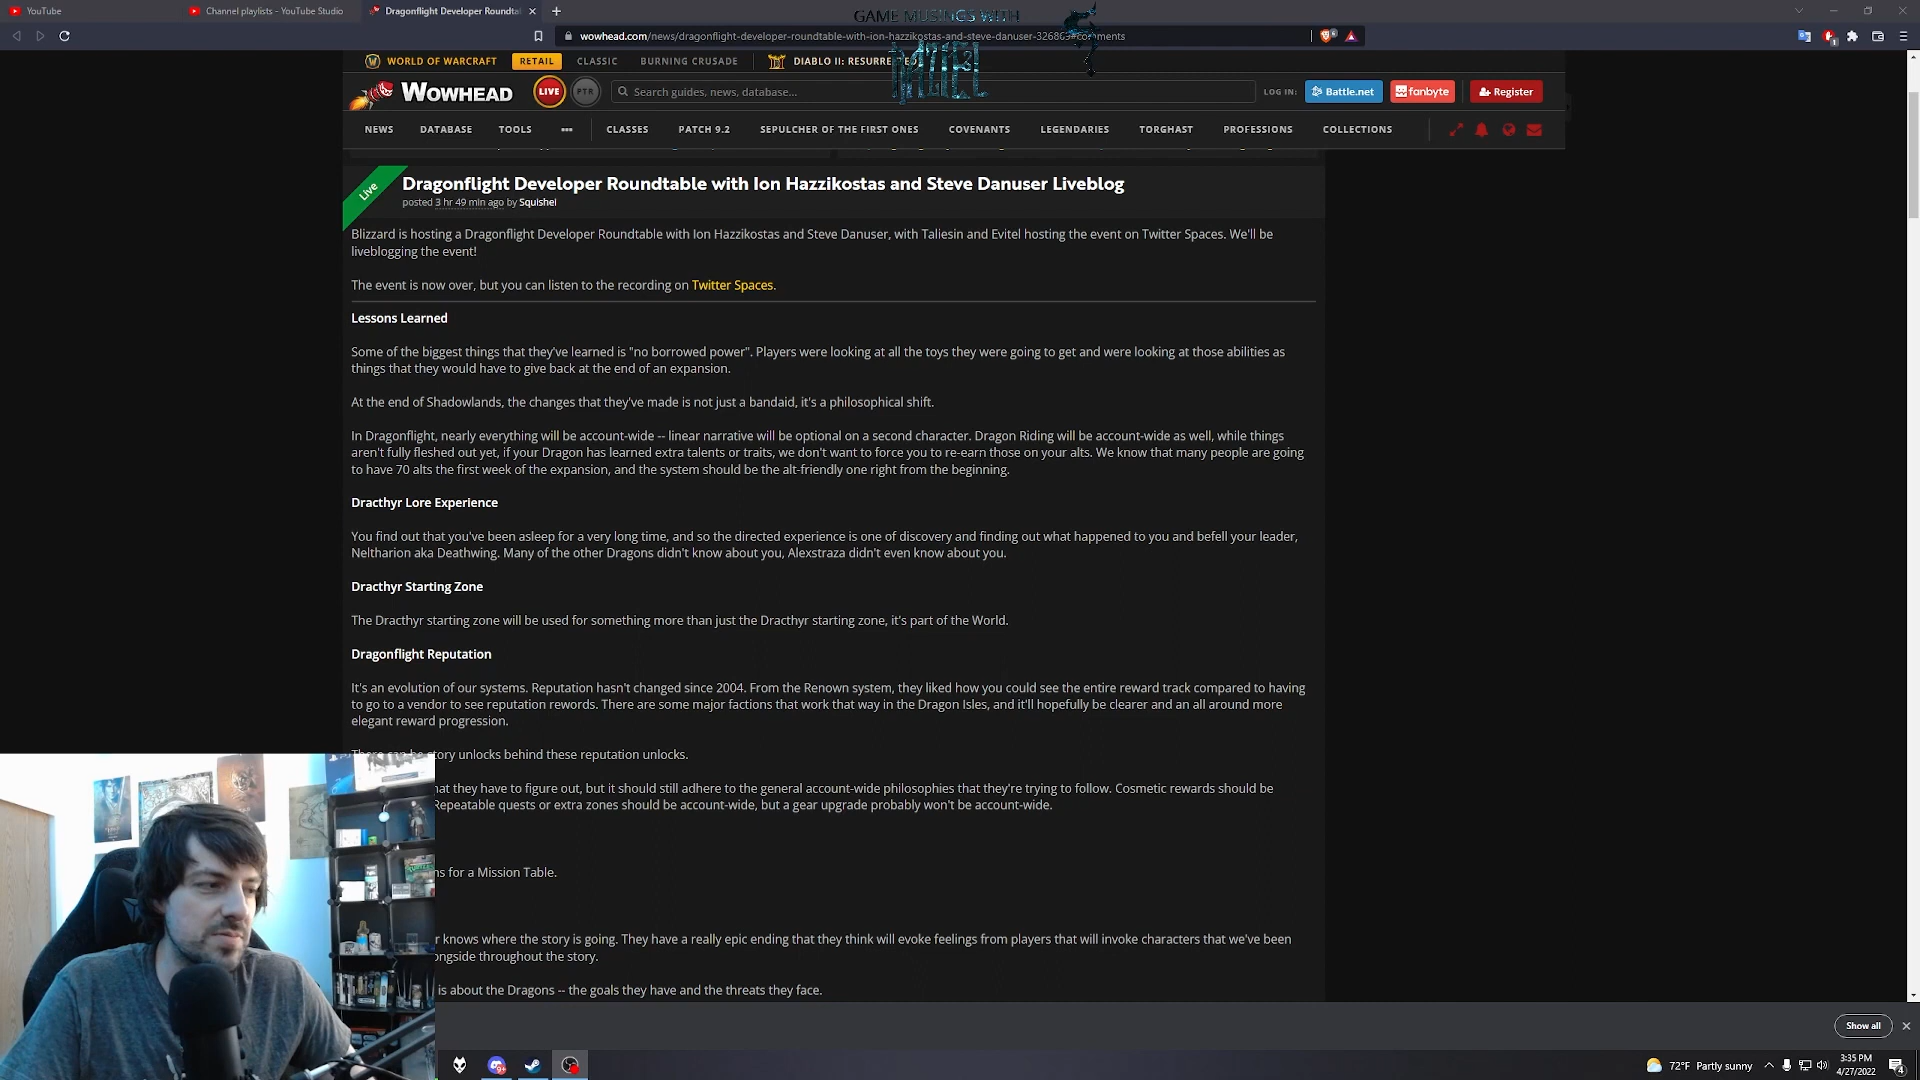 YouTube
Channel playlists - YouTube Studio
Dragonflight Developer Roundta
GAME MUSINGS WITH
wowhead.com/news/dragonflight-developer-roundtable-with-ion-hazzikostas-and-steve-danuser-326869#comments
WORLD OF WARCRAFT RETAIL CLASSIC BURNING CRUSADE DIABLO II: RESURRECTED
WOWHEAD LIVE PTR Search guides, news, database... LOG IN: Battle.net fanbyte Register
NEWS DATABASE TOOLS ... CLASSES PATCH 9.2 SEPULCHER OF THE FIRST ONES COVENANTS LEGENDARIES TORGHAST PROFESSIONS COLLECTIONS
Live
Dragonflight Developer Roundtable with Ion Hazzikostas and Steve Danuser Liveblog
posted 3 hr 49 min ago by Squishei
Blizzard is hosting a Dragonflight Developer Roundtable with Ion Hazzikostas and Steve Danuser, with Taliesin and Evitel hosting the event on Twitter Spaces. We'll be
liveblogging the event!
The event is now over, but you can listen to the recording on Twitter Spaces.
Lessons Learned
Some of the biggest things that they've learned is "no borrowed power". Players were looking at all the toys they were going to get and were looking at those abilities as
things that they would have to give back at the end of an expansion.
At the end of Shadowlands, the changes that they've made is not just a bandaid, it's a philosophical shift.
In Dragonflight, nearly everything will be account-wide -- linear narrative will be optional on a second character. Dragon Riding will be account-wide as well, while things
aren't fully fleshed out yet, if your Dragon has learned extra talents or traits, we don't want to force you to re-earn those on your alts. We know that many people are going
to have 70 alts the first week of the expansion, and the system should be the alt-friendly one right from the beginning.
Dracthyr Lore Experience
You find out that you've been asleep for a very long time, and so the directed experience is one of discovery and finding out what happened to you and befell your leader,
Neltharion aka Deathwing. Many of the other Dragons didn't know about you, Alexstraza didn't even know about you.
Dracthyr Starting Zone
The Dracthyr starting zone will be used for something more than just the Dracthyr starting zone, it's part of the World.
Dragonflight Reputation
It's an evolution of our systems. Reputation hasn't changed since 2004. From the Renown system, they liked how you could see the entire reward track compared to having
to go to a vendor to see reputation rewords. There are some major factions that work that way in the Dragon Isles, and it'll hopefully be clearer and an all around more
elegant reward progression.
There can be story unlocks behind these reputation unlocks.
hat they have to figure out, but it should still adhere to the general account-wide philosophies that they're trying to follow. Cosmetic rewards should be
Repeatable quests or extra zones should be account-wide, but a gear upgrade probably won't be account-wide.
ns for a Mission Table.
r knows where the story is going. They have a really epic ending that they think will evoke feelings from players that will invoke characters that we've been
ongside throughout the story.
is about the Dragons -- the goals they have and the threats they face.
Show all
72°F Partly sunny
3:35 PM
4/27/2022